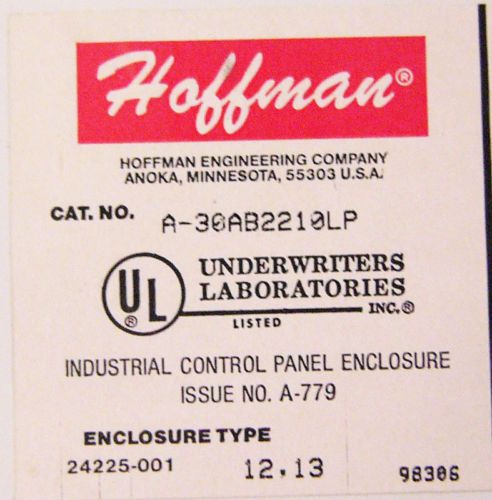 Hoffman®
HOFFMAN ENGINEERING COMPANY
ANOKA, MINNESOTA, 55303 U.S.A.
CAT. NO. A-30AB2210LP
UL®
UNDERWRITERS
LABORATORIES
INC.®
LISTED
INDUSTRIAL CONTROL PANEL ENCLOSURE
ISSUE NO. A-779
ENCLOSURE TYPE
24225-001 12,13 98306